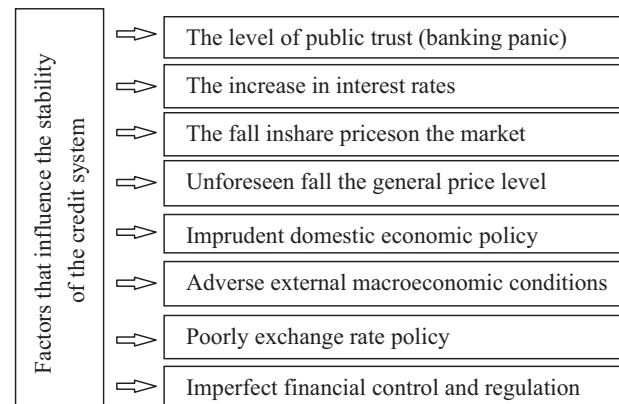 Factors that influence the stability
of the credit system
The level of public trust (banking panic)
The increase in interest rates
The fall inshare priceson the market
Unforeseen fall the general price level
Imprudent domestic economic policy
Adverse external macroeconomic conditions
Poorly exchange rate policy
Imperfect financial control and regulation